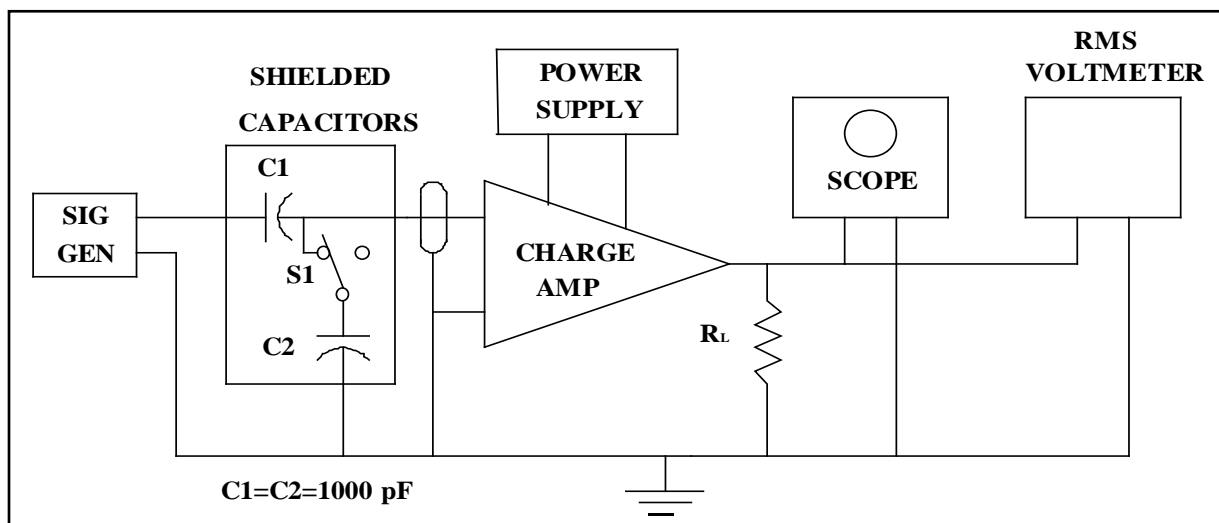 SHIELDED
CAPACITORS
POWER
SUPPLY
RMS
VOLTMETER
C1
SIG
GEN
S1
C2
CHARGE
AMP
SCOPE
RL
C1=C2=1000 pF